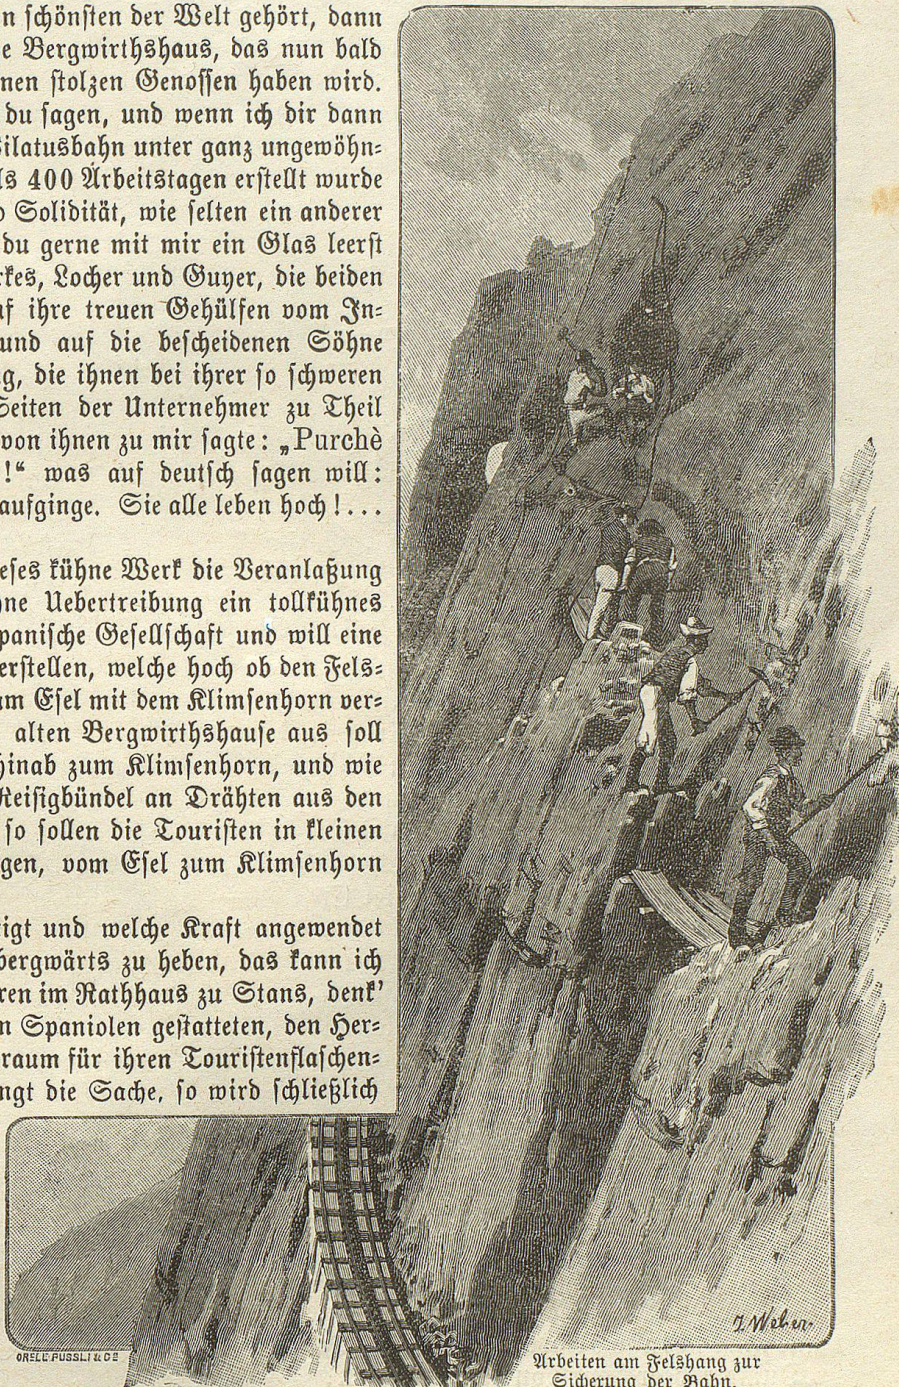 n schönsten der Welt gehört, dann
e Bergwirthshaus, das nun bald
nen stolzen Genossen haben wird.
du sagen, und wenn ich dir dann
ilatusbahn unter ganz ungewöhn=
ls 400 Arbeitstagen erstellt wurde
Solidität, wie selten ein anderer
du gerne mit mir ein Glas leerst
rkes, Locher und Guyer, die beiden
uf ihre treuen Gehülfen vom In=
und auf die bescheidenen Söhne
g, die ihnen bei ihrer so schweren
Seiten der Unternehmer zu Theil
von ihnen zu mir sagte: „Purchè
!“ was auf deutsch sagen will:
aufginge. Sie alle leben hoch!...
eses kühne Werk die Veranlaßung
hne Uebertreibung ein tollkühnes
panische Gesellschaft und will eine
erstellen, welche hoch ob den Fels=
um Esel mit dem Klimsenhorn ver=
alten Bergwirthshause aus soll
hinab zum Klimsenhorn, und wie
Reisigbündel an Drähten aus den
so sollen die Touristen in kleinen
gen, vom Esel zum Klimsenhorn
tigt und welche Kraft angewendet
bergwärts zu heben, das kann ich
ren im Rathhaus zu Stans, denk’
n Spaniolen gestatteten, den Her=
raum für ihren Touristenflaschen=
ngt die Sache, so wird schließlich
J. Weber.
ORELL FÜSSLI & Co
Arbeiten am Felshang zur
Sicherung der Bahn.